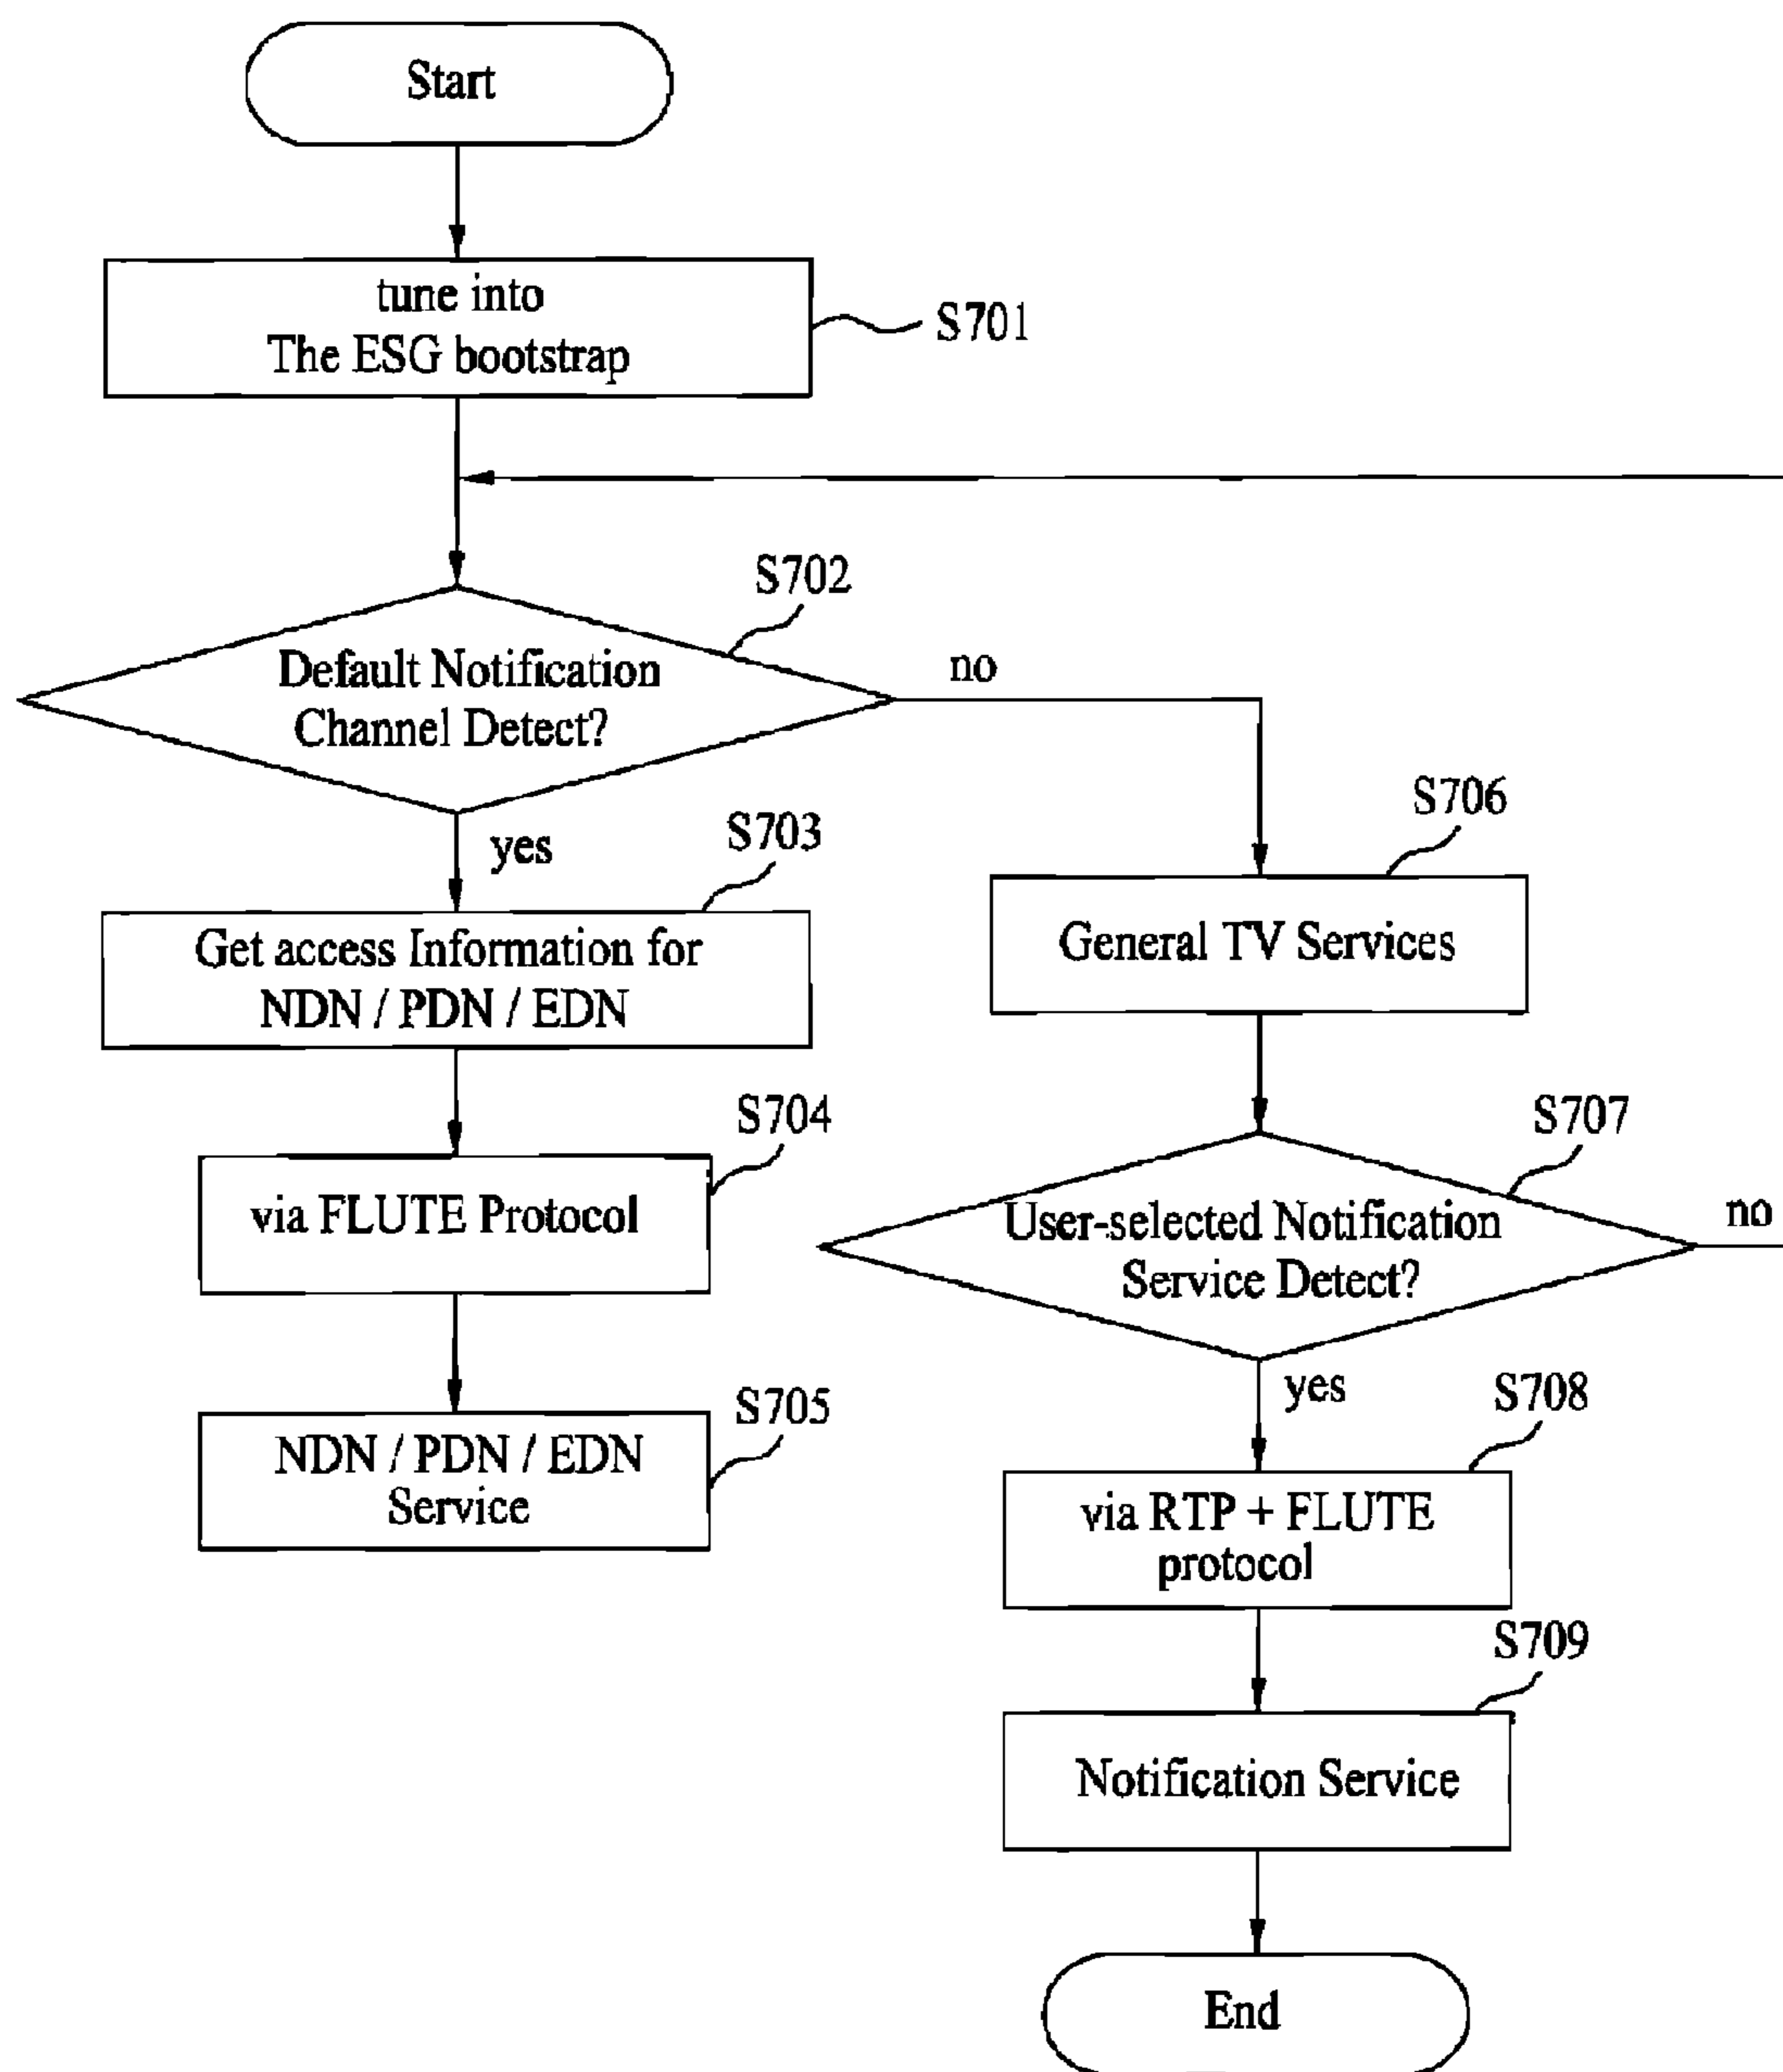 Start
tune into
The ESG bootstrap
S701
S702
Default Notification
Channel Detect?
no
yes
S703
Get access Information for
NDN / PDN / EDN
S704
via FLUTE Protocol
S705
NDN / PDN / EDN
Service
S706
General TV Services
S707
User-selected Notification
Service Detect?
no
yes
S708
via RTP + FLUTE
protocol
S709
Notification Service
End